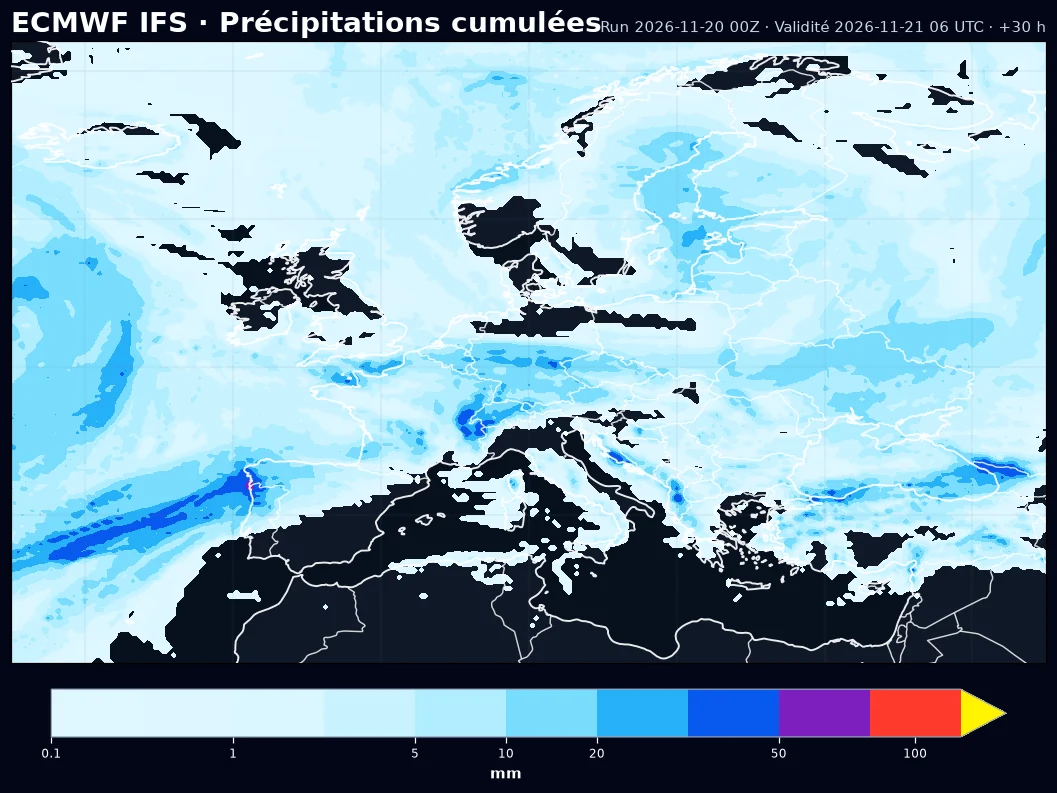 ECMWF IFS · Précipitations cumulées
Run 2026-11-20 00Z · Validité 2026-11-21 06 UTC · +30 h
0.1 1 5 10 20 50 100
mm